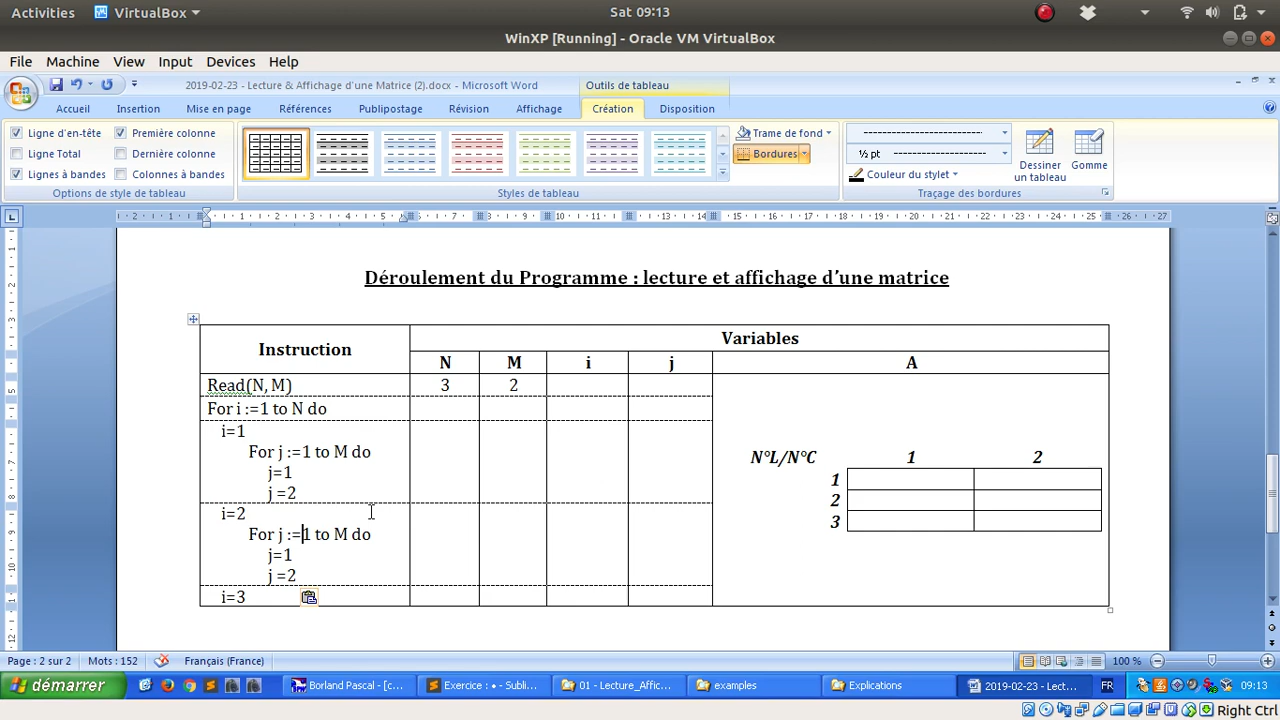 Activities VirtualBox Sat 09:13
WinXP [Running] - Oracle VM VirtualBox
File Machine View Input Devices Help
2019-02-23 - Lecture & Affichage d'une Matrice (2).docx - Microsoft Word Outils de tableau
Accueil Insertion Mise en page Références Publipostage Révision Affichage Création Disposition
Ligne d'en-tête Première colonne
Ligne Total Dernière colonne
Lignes à bandes Colonnes à bandes
Options de style de tableau
Styles de tableau
Trame de fond
Bordures
½ pt
Couleur du stylet
Dessiner un tableau
Gomme
Traçage des bordures
Déroulement du Programme : lecture et affichage d'une matrice
Instruction Variables
N M i j A
Read(N, M) 3 2
For i :=1 to N do
i=1
For j :=1 to M do
j=1
j =2
i=2
For j :=1 to M do
j=1
j =2
i=3
N°L/N°C 1 2
1
2
3
Page : 2 sur 2 Mots : 152 Français (France) 100 %
démarrer Borland Pascal - [c... Exercice : • - Subli... 01 - Lecture_Affic... examples Explications 2019-02-23 - Lect... FR 09:13
Right Ctrl